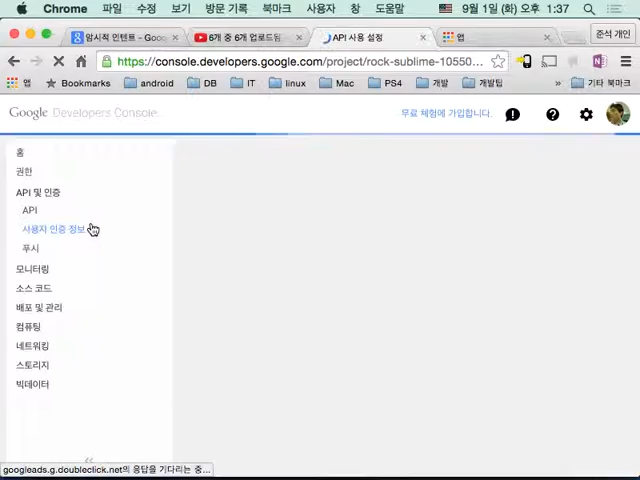 Chrome 파일 수정 보기 방문 기록 북마크 사용자 창 도움말 9월 1일 (화) 오후 1:37
암시적 인텐트 - Goo 6개 중 6개 업로드됨 API 사용 설정 앱 준석 개인
https://console.developers.google.com/project/rock-sublime-10550...
앱 Bookmarks android DB IT linux Mac PS4 개발 개발팁 » 기타 북마크
Google Developers Console 무료 체험에 가입합니다.
홈
권한
API 및 인증
API
사용자 인증 정보
푸시
모니터링
소스 코드
배포 및 관리
컴퓨팅
네트워킹
스토리지
빅데이터
googleads.g.doubleclick.net의 응답을 기다리는 중...